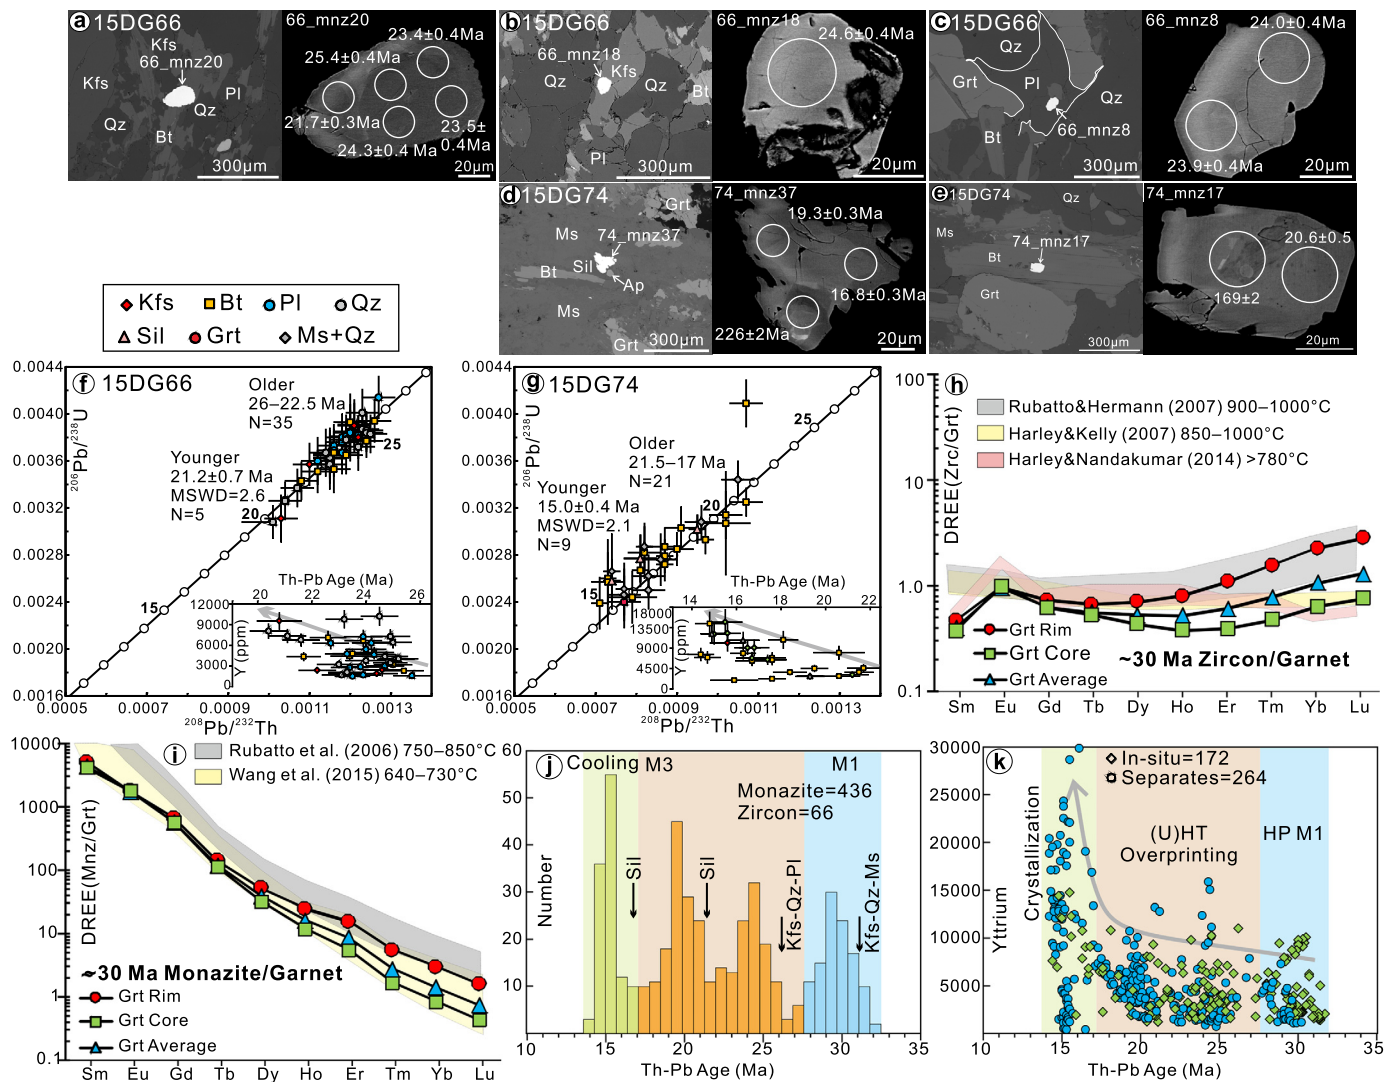 a 15DG66
Kfs
66_mnz20
Kfs
Pl
Qz
Qz
Bt
300μm
66_mnz20
23.4±0.4Ma
25.4±0.4Ma
21.7±0.3Ma
23.5±
0.4Ma
24.3±0.4 Ma
20μm
b 15DG66
66_mnz18
Kfs
Qz
Qz
Bt
Pl
300μm
66_mnz18
24.6±0.4Ma
20μm
c 15DG66
Qz
Grt
Pl
Qz
Bt
66_mnz8
300μm
66_mnz8
24.0±0.4Ma
23.9±0.4Ma
20μm
d 15DG74
Grt
Ms
74_mnz37
Sil
Bt
Ap
Ms
Grt
300μm
74_mnz37
19.3±0.3Ma
16.8±0.3Ma
226±2Ma
20μm
e 15DG74
Qz
Ms
74_mnz17
Bt
Grt
300μm
74_mnz17
20.6±0.5
169±2
20μm
Kfs Bt Pl Qz
Sil Grt Ms+Qz
f 15DG66
0.0044
0.0040
0.0036
0.0032
0.0028
0.0024
0.0020
0.0016
206Pb/238U
Older
26–22.5 Ma
N=35
Younger
21.2±0.7 Ma
MSWD=2.6
N=5
25
20
15
Th-Pb Age (Ma)
20 22 24 26
12000
9000
6000
3000
0
Y (ppm)
0.0005 0.0007 0.0009 0.0011 0.0013
208Pb/232Th
g 15DG74
0.0044
0.0040
0.0036
0.0032
0.0028
0.0024
0.0020
0.0016
206Pb/238U
25
Older
21.5–17 Ma
N=21
Younger
15.0±0.4 Ma
MSWD=2.1
N=9
20
15
Th-Pb Age (Ma)
14 16 18 20 22
18000
13500
9000
4500
0
Y (ppm)
0.0005 0.0007 0.0009 0.0011 0.0013
208Pb/232Th
h
100
10
1.0
0.1
DREE(Zrc/Grt)
Rubatto&Hermann (2007) 900–1000°C
Harley&Kelly (2007) 850–1000°C
Harley&Nandakumar (2014) >780°C
Grt Rim
Grt Core
Grt Average
~30 Ma Zircon/Garnet
Sm Eu Gd Tb Dy Ho Er Tm Yb Lu
i
10000
1000
100
10
1
0.1
DREE(Mnz/Grt)
Rubatto et al. (2006) 750–850°C
Wang et al. (2015) 640–730°C
~30 Ma Monazite/Garnet
Grt Rim
Grt Core
Grt Average
Sm Eu Gd Tb Dy Ho Er Tm Yb Lu
j
60
50
40
30
20
10
Number
Cooling M3 M1
Monazite=436
Zircon=66
Sil
Sil
Kfs-Qz-Pl
Kfs-Qz-Ms
10 15 20 25 30 35
Th-Pb Age (Ma)
k
30000
25000
20000
15000
10000
5000
Yttrium
Crystallization
In-situ=172
Separates=264
(U)HT
Overprinting
HP M1
10 15 20 25 30 35
Th-Pb Age (Ma)